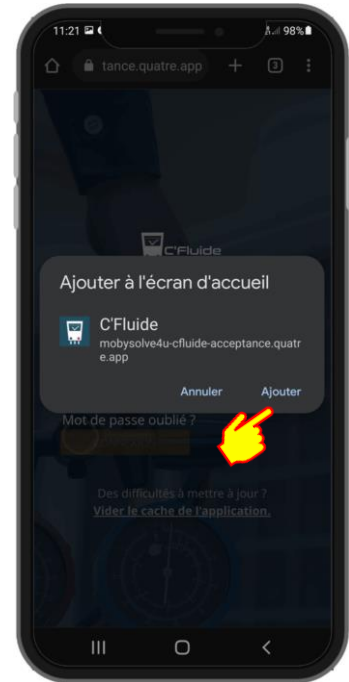 11:21 98%
tance.quatre.app 3
C'Fluide
Ajouter à l'écran d'accueil
C'Fluide
mobysolve4u-cfluide-acceptance.quatr
e.app
Annuler Ajouter
Mot de passe oublié ?
Des difficultés à mettre à jour ?
Vider le cache de l'application.